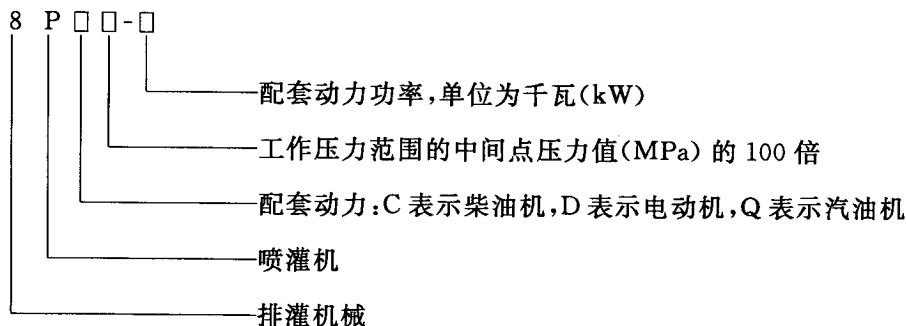 8 P □ □-□
配套动力功率,单位为千瓦(kW)
工作压力范围的中间点压力值(MPa) 的 100 倍
配套动力:C 表示柴油机,D 表示电动机,Q 表示汽油机
喷灌机
排灌机械